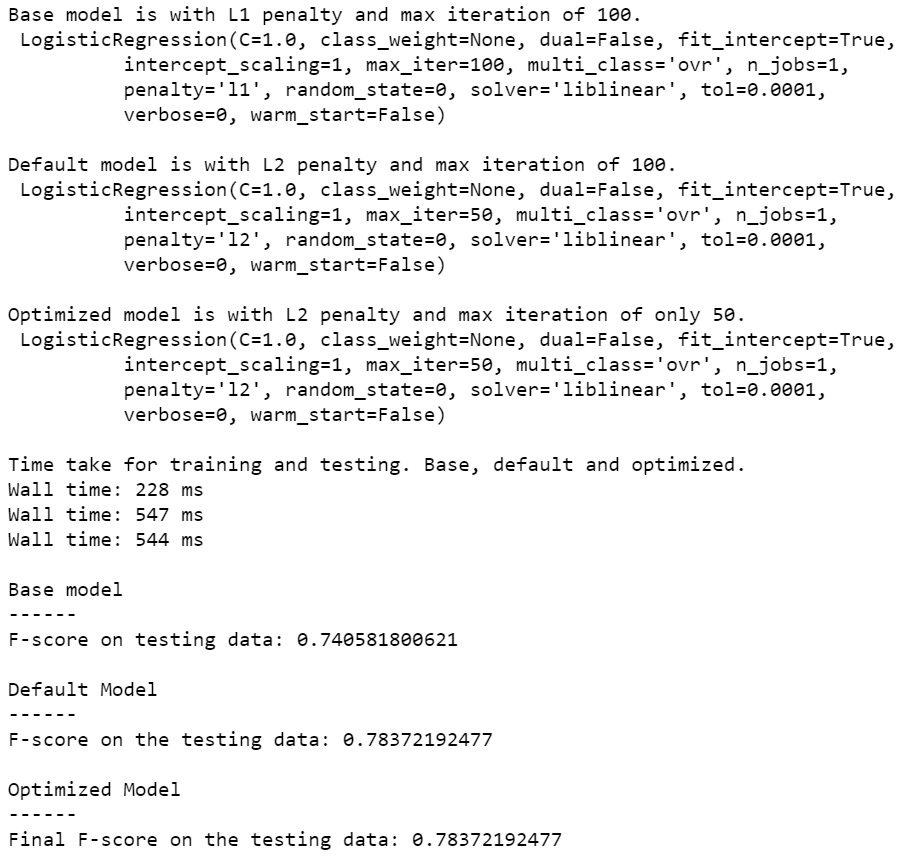 Base model is with L1 penalty and max iteration of 100.
LogisticRegression(C=1.0, class_weight=None, dual=False, fit_intercept=True,
intercept_scaling=1, max_iter=100, multi_class='ovr', n_jobs=1,
penalty='l1', random_state=0, solver='liblinear', tol=0.0001,
verbose=0, warm_start=False)
Default model is with L2 penalty and max iteration of 100.
LogisticRegression(C=1.0, class_weight=None, dual=False, fit_intercept=True,
intercept_scaling=1, max_iter=50, multi_class='ovr', n_jobs=1,
penalty='l2', random_state=0, solver='liblinear', tol=0.0001,
verbose=0, warm_start=False)
Optimized model is with L2 penalty and max iteration of only 50.
LogisticRegression(C=1.0, class_weight=None, dual=False, fit_intercept=True,
intercept_scaling=1, max_iter=50, multi_class='ovr', n_jobs=1,
penalty='l2', random_state=0, solver='liblinear', tol=0.0001,
verbose=0, warm_start=False)
Time take for training and testing. Base, default and optimized.
Wall time: 228 ms
Wall time: 547 ms
Wall time: 544 ms
Base model
------
F-score on testing data: 0.740581800621
Default Model
------
F-score on the testing data: 0.78372192477
Optimized Model
------
Final F-score on the testing data: 0.78372192477